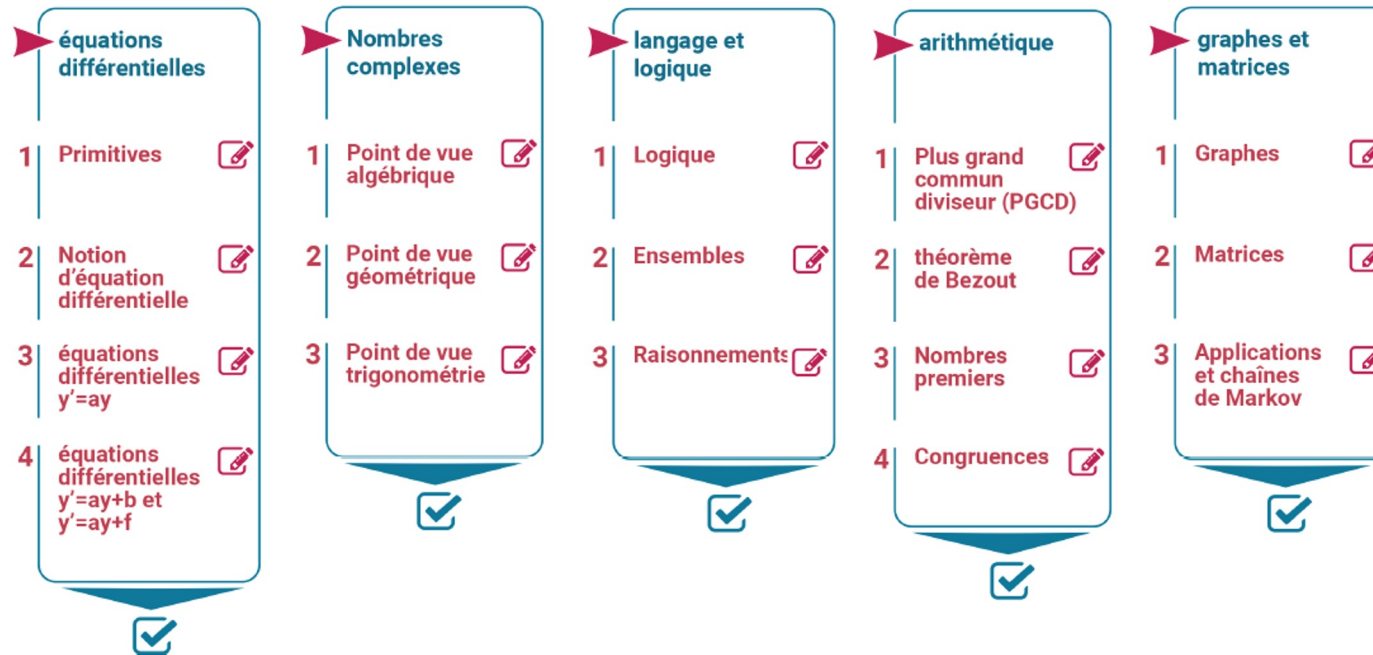 équations
différentielles
1 Primitives
2 Notion
d'équation
différentielle
3 équations
différentielles
y'=ay
4 équations
différentielles
y'=ay+b et
y'=ay+f
Nombres
complexes
1 Point de vue
algébrique
2 Point de vue
géométrique
3 Point de vue
trigonométrie
langage et
logique
1 Logique
2 Ensembles
3 Raisonnements
arithmétique
1 Plus grand
commun
diviseur (PGCD)
2 théorème
de Bezout
3 Nombres
premiers
4 Congruences
graphes et
matrices
1 Graphes
2 Matrices
3 Applications
et chaînes
de Markov